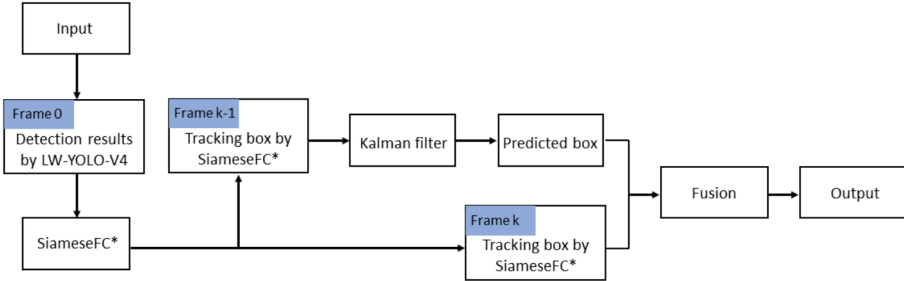 Input
Frame 0
Detection results
by LW-YOLO-V4
SiameseFC*
Frame k-1
Tracking box by
SiameseFC*
Kalman filter
Predicted box
Frame k
Tracking box by
SiameseFC*
Fusion
Output